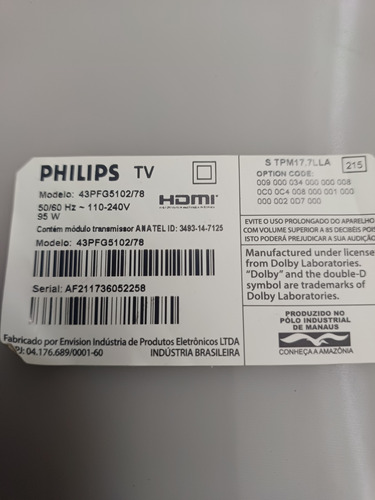 PHILIPS TV
Modelo: 43PFG5102/78
50/60 Hz ~ 110-240V
95 W
HDMI
Contém módulo transmissor ANATEL ID: 3493-14-7125
Modelo: 43PFG5102/78
Serial: AF211736052258
Fabricado por Envision Indústria de Produtos Eletrônicos LTDA
PJ: 04.176.689/0001-60 INDÚSTRIA BRASILEIRA
S TPM17.7LLA 215
OPTION CODE:
009 000 034 000 000 008
0C0 0C4 008 000 001 000
000 002 0D7 000
EVITE O USO PROLONGADO DO APARELHO
COM VOLUME SUPERIOR A 85 DECIBÉIS POIS
ISTO PODERÁ PREJUDICAR A SUA AUDIÇÃO
Manufactured under license
from Dolby Laboratories.
"Dolby" and the double-D
symbol are trademarks of
Dolby Laboratories.
PRODUZIDO NO
PÓLO INDUSTRIAL
DE MANAUS
CONHEÇA A AMAZÔNIA